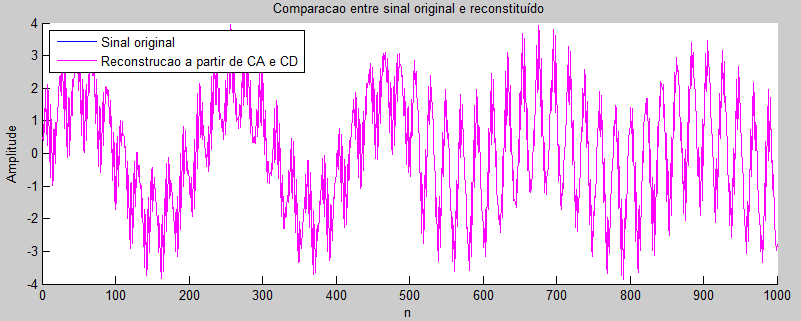 Comparacao entre sinal original e reconstituído
Sinal original
Reconstrucao a partir de CA e CD
Amplitude
4
3
2
1
0
-1
-2
-3
-4
0 100 200 300 400 500 600 700 800 900 1000
n